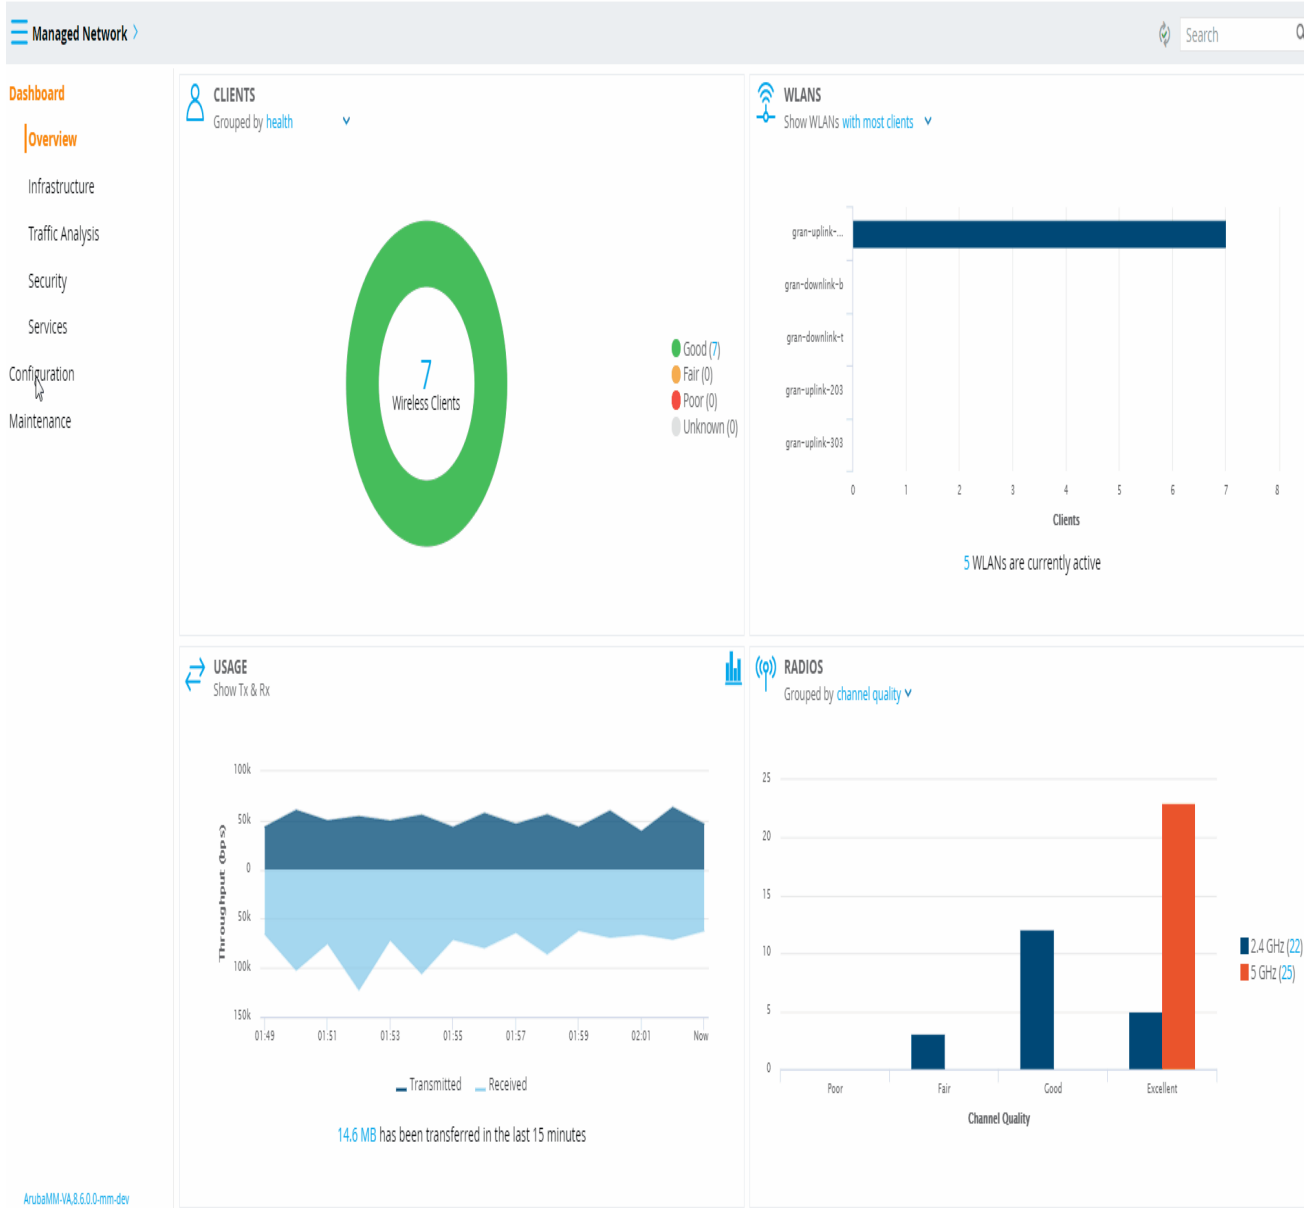 Managed Network
Search
Dashboard
Overview
Infrastructure
Traffic Analysis
Security
Services
Configuration
Maintenance
ArubaMM-VA,8.6.0.0-mm-dev
CLIENTS
Grouped by health
7
Wireless Clients
Good (7)
Fair (0)
Poor (0)
Unknown (0)
WLANS
Show WLANs with most clients
gran-uplink-...
gran-downlink-b
gran-downlink-t
gran-uplink-203
gran-uplink-303
0 1 2 3 4 5 6 7 8
Clients
5 WLANs are currently active
USAGE
Show Tx & Rx
Throughput (bps)
100k
50k
0
50k
100k
150k
01:49 01:51 01:53 01:55 01:57 01:59 02:01 Now
Transmitted Received
14.6 MB has been transferred in the last 15 minutes
RADIOS
Grouped by channel quality
25
20
15
10
5
0
Poor Fair Good Excellent
Channel Quality
2.4 GHz (22)
5 GHz (25)